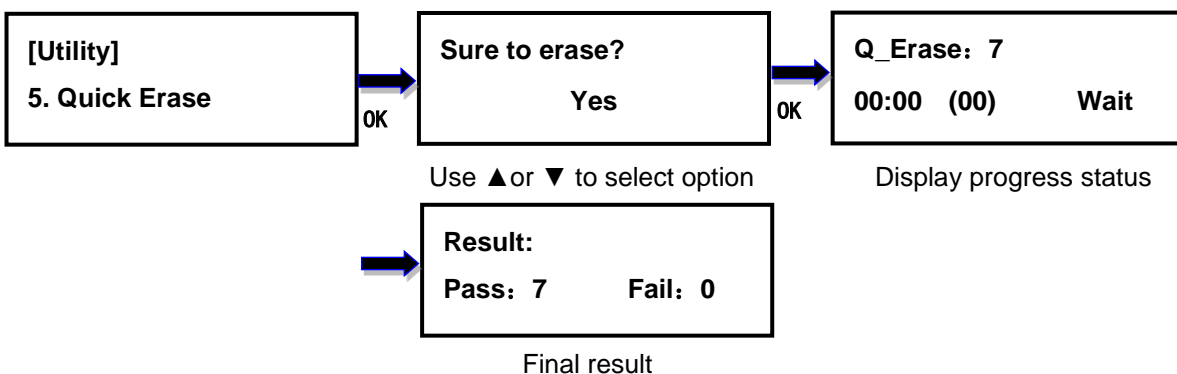 [Utility]
5. Quick Erase
OK
Sure to erase?
Yes
OK
Q_Erase：7
00:00 (00) Wait
Use ▲or ▼ to select option
Display progress status
Result:
Pass：7 Fail：0
Final result